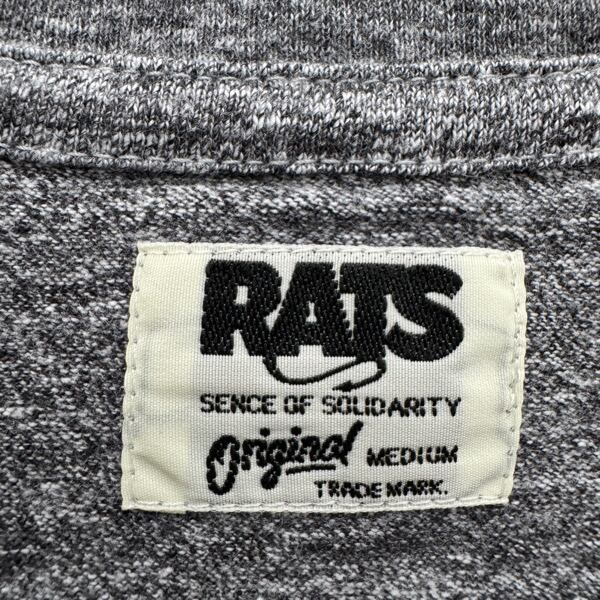 RATS
SENCE OF SOLIDARITY
Original MEDIUM
TRADE MARK.